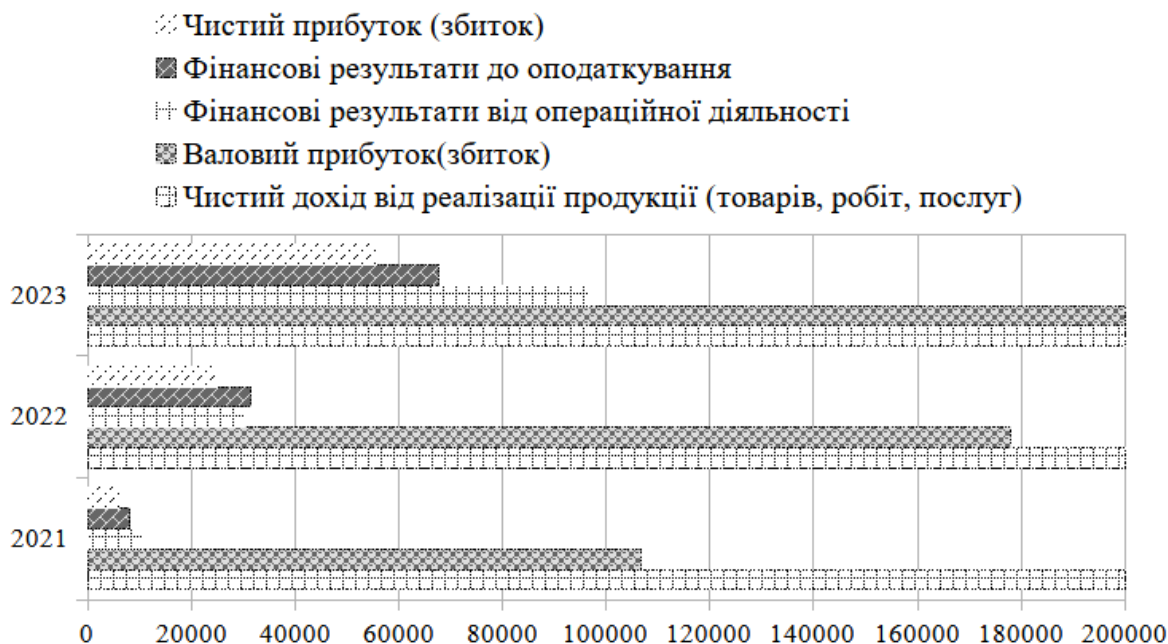 Чистий прибуток (збиток)
Фінансові результати до оподаткування
Фінансові результати від операційної діяльності
Валовий прибуток(збиток)
Чистий дохід від реалізації продукції (товарів, робіт, послуг)
2023
2022
2021
0 20000 40000 60000 80000 100000 120000 140000 160000 180000 200000